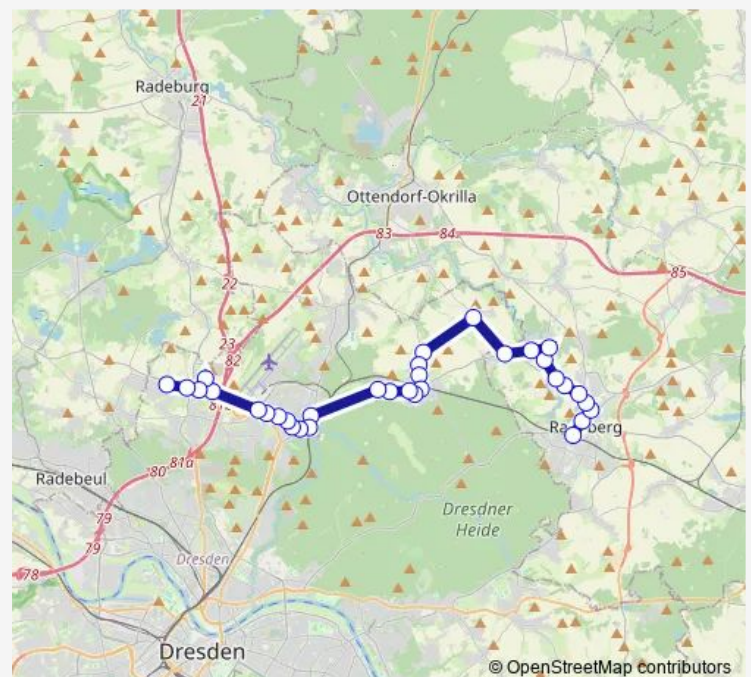 Radeburg
21
Ottendorf-Okrilla
83
84
85
22
23
82
81a
80
Radebeul
79
79
78
Dresdner
Heide
Dresden
Dresden
© OpenStreetMap contributors